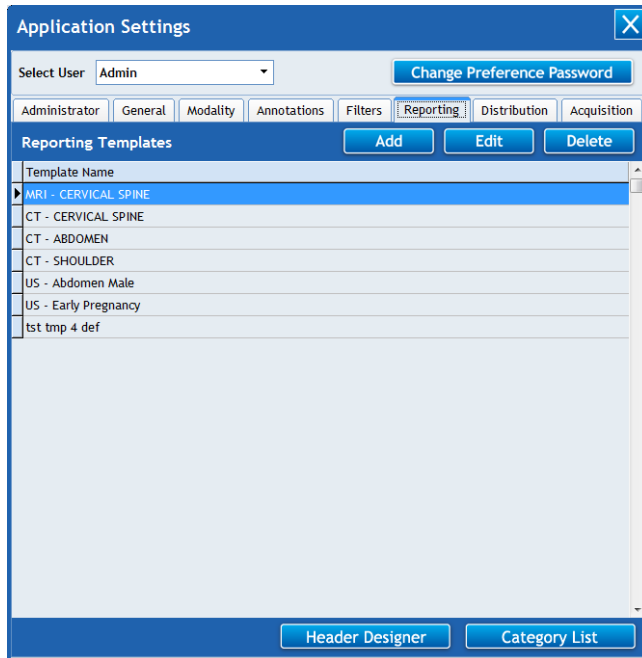 Application Settings
X
Select User Admin Change Preference Password
Administrator General Modality Annotations Filters Reporting Distribution Acquisition
Reporting Templates Add Edit Delete
Template Name
MRI - CERVICAL SPINE
CT - CERVICAL SPINE
CT - ABDOMEN
CT - SHOULDER
US - Abdomen Male
US - Early Pregnancy
tst tmp 4 def
Header Designer Category List